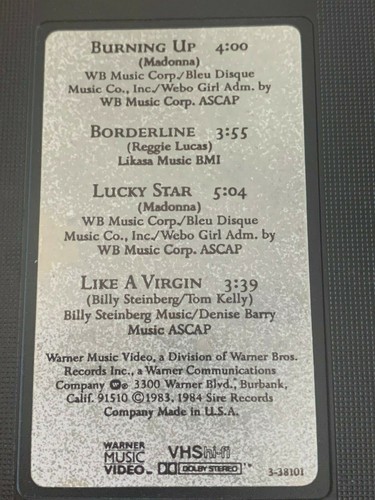 BURNING UP 4:00
(Madonna)
WB Music Corp./Bleu Disque
Music Co., Inc./Webo Girl Adm. by
WB Music Corp. ASCAP
BORDERLINE 3:55
(Reggie Lucas)
Likasa Music BMI
LUCKY STAR 5:04
(Madonna)
WB Music Corp./Bleu Disque
Music Co., Inc./Webo Girl Adm. by
WB Music Corp. ASCAP
LIKE A VIRGIN 3:39
(Billy Steinberg/Tom Kelly)
Billy Steinberg Music/Denise Barry
Music ASCAP
Warner Music Video, a Division of Warner Bros.
Records Inc., a Warner Communications
Company 3300 Warner Blvd., Burbank,
Calif. 91510 ©1983, 1984 Sire Records
Company Made in U.S.A.
WARNER
MUSIC
VIDEO™
VHS hi-fi
DOLBY STEREO™
3-38101